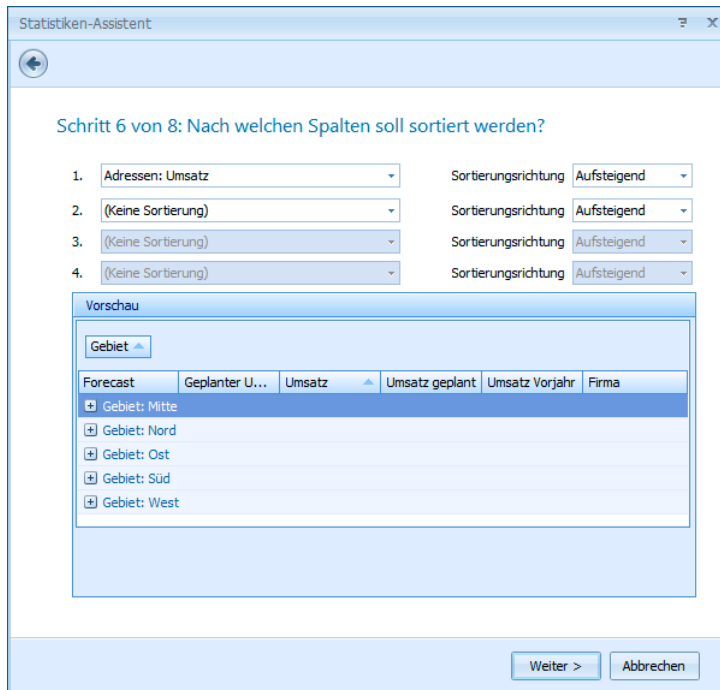 Statistiken-Assistent ? X
Schritt 6 von 8: Nach welchen Spalten soll sortiert werden?
1. Adressen: Umsatz Sortierungsrichtung Aufsteigend
2. (Keine Sortierung) Sortierungsrichtung Aufsteigend
3. (Keine Sortierung) Sortierungsrichtung Aufsteigend
4. (Keine Sortierung) Sortierungsrichtung Aufsteigend
Vorschau
Gebiet
Forecast Geplanter U... Umsatz Umsatz geplant Umsatz Vorjahr Firma
Gebiet: Mitte
Gebiet: Nord
Gebiet: Ost
Gebiet: Süd
Gebiet: West
Weiter > Abbrechen